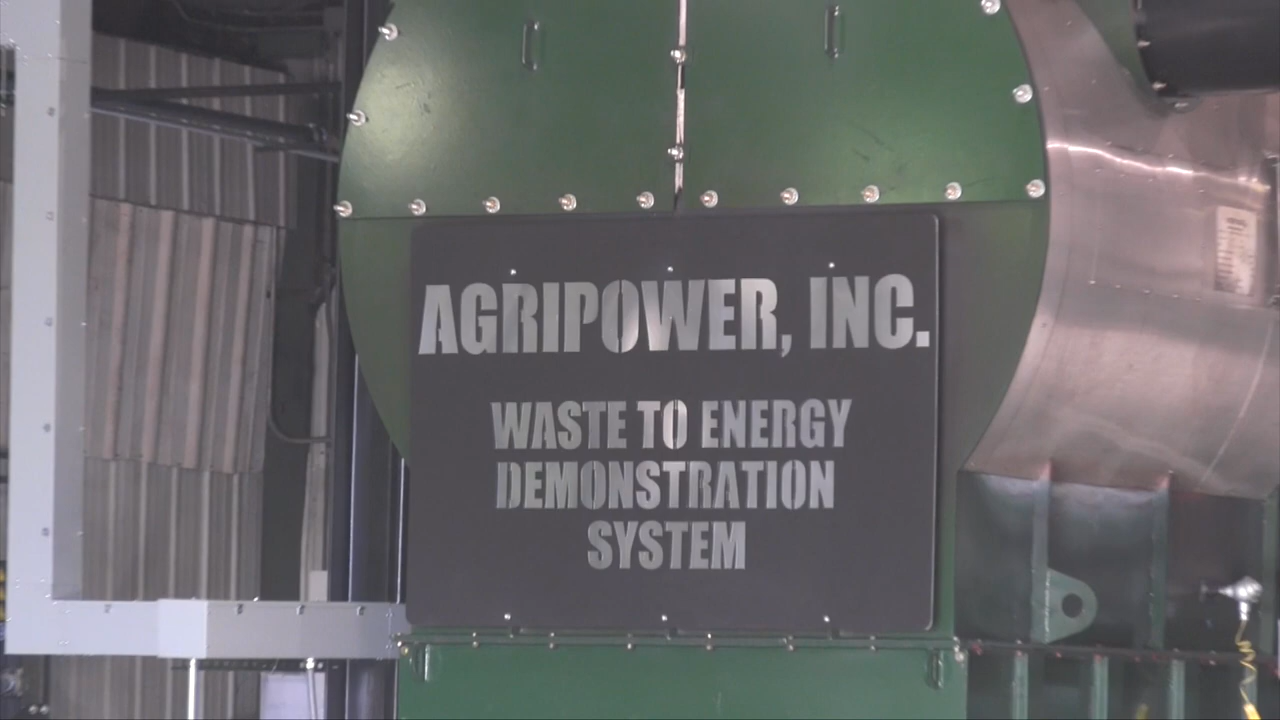 AGRIPOWER, INC.
WASTE TO ENERGY
DEMONSTRATION
SYSTEM